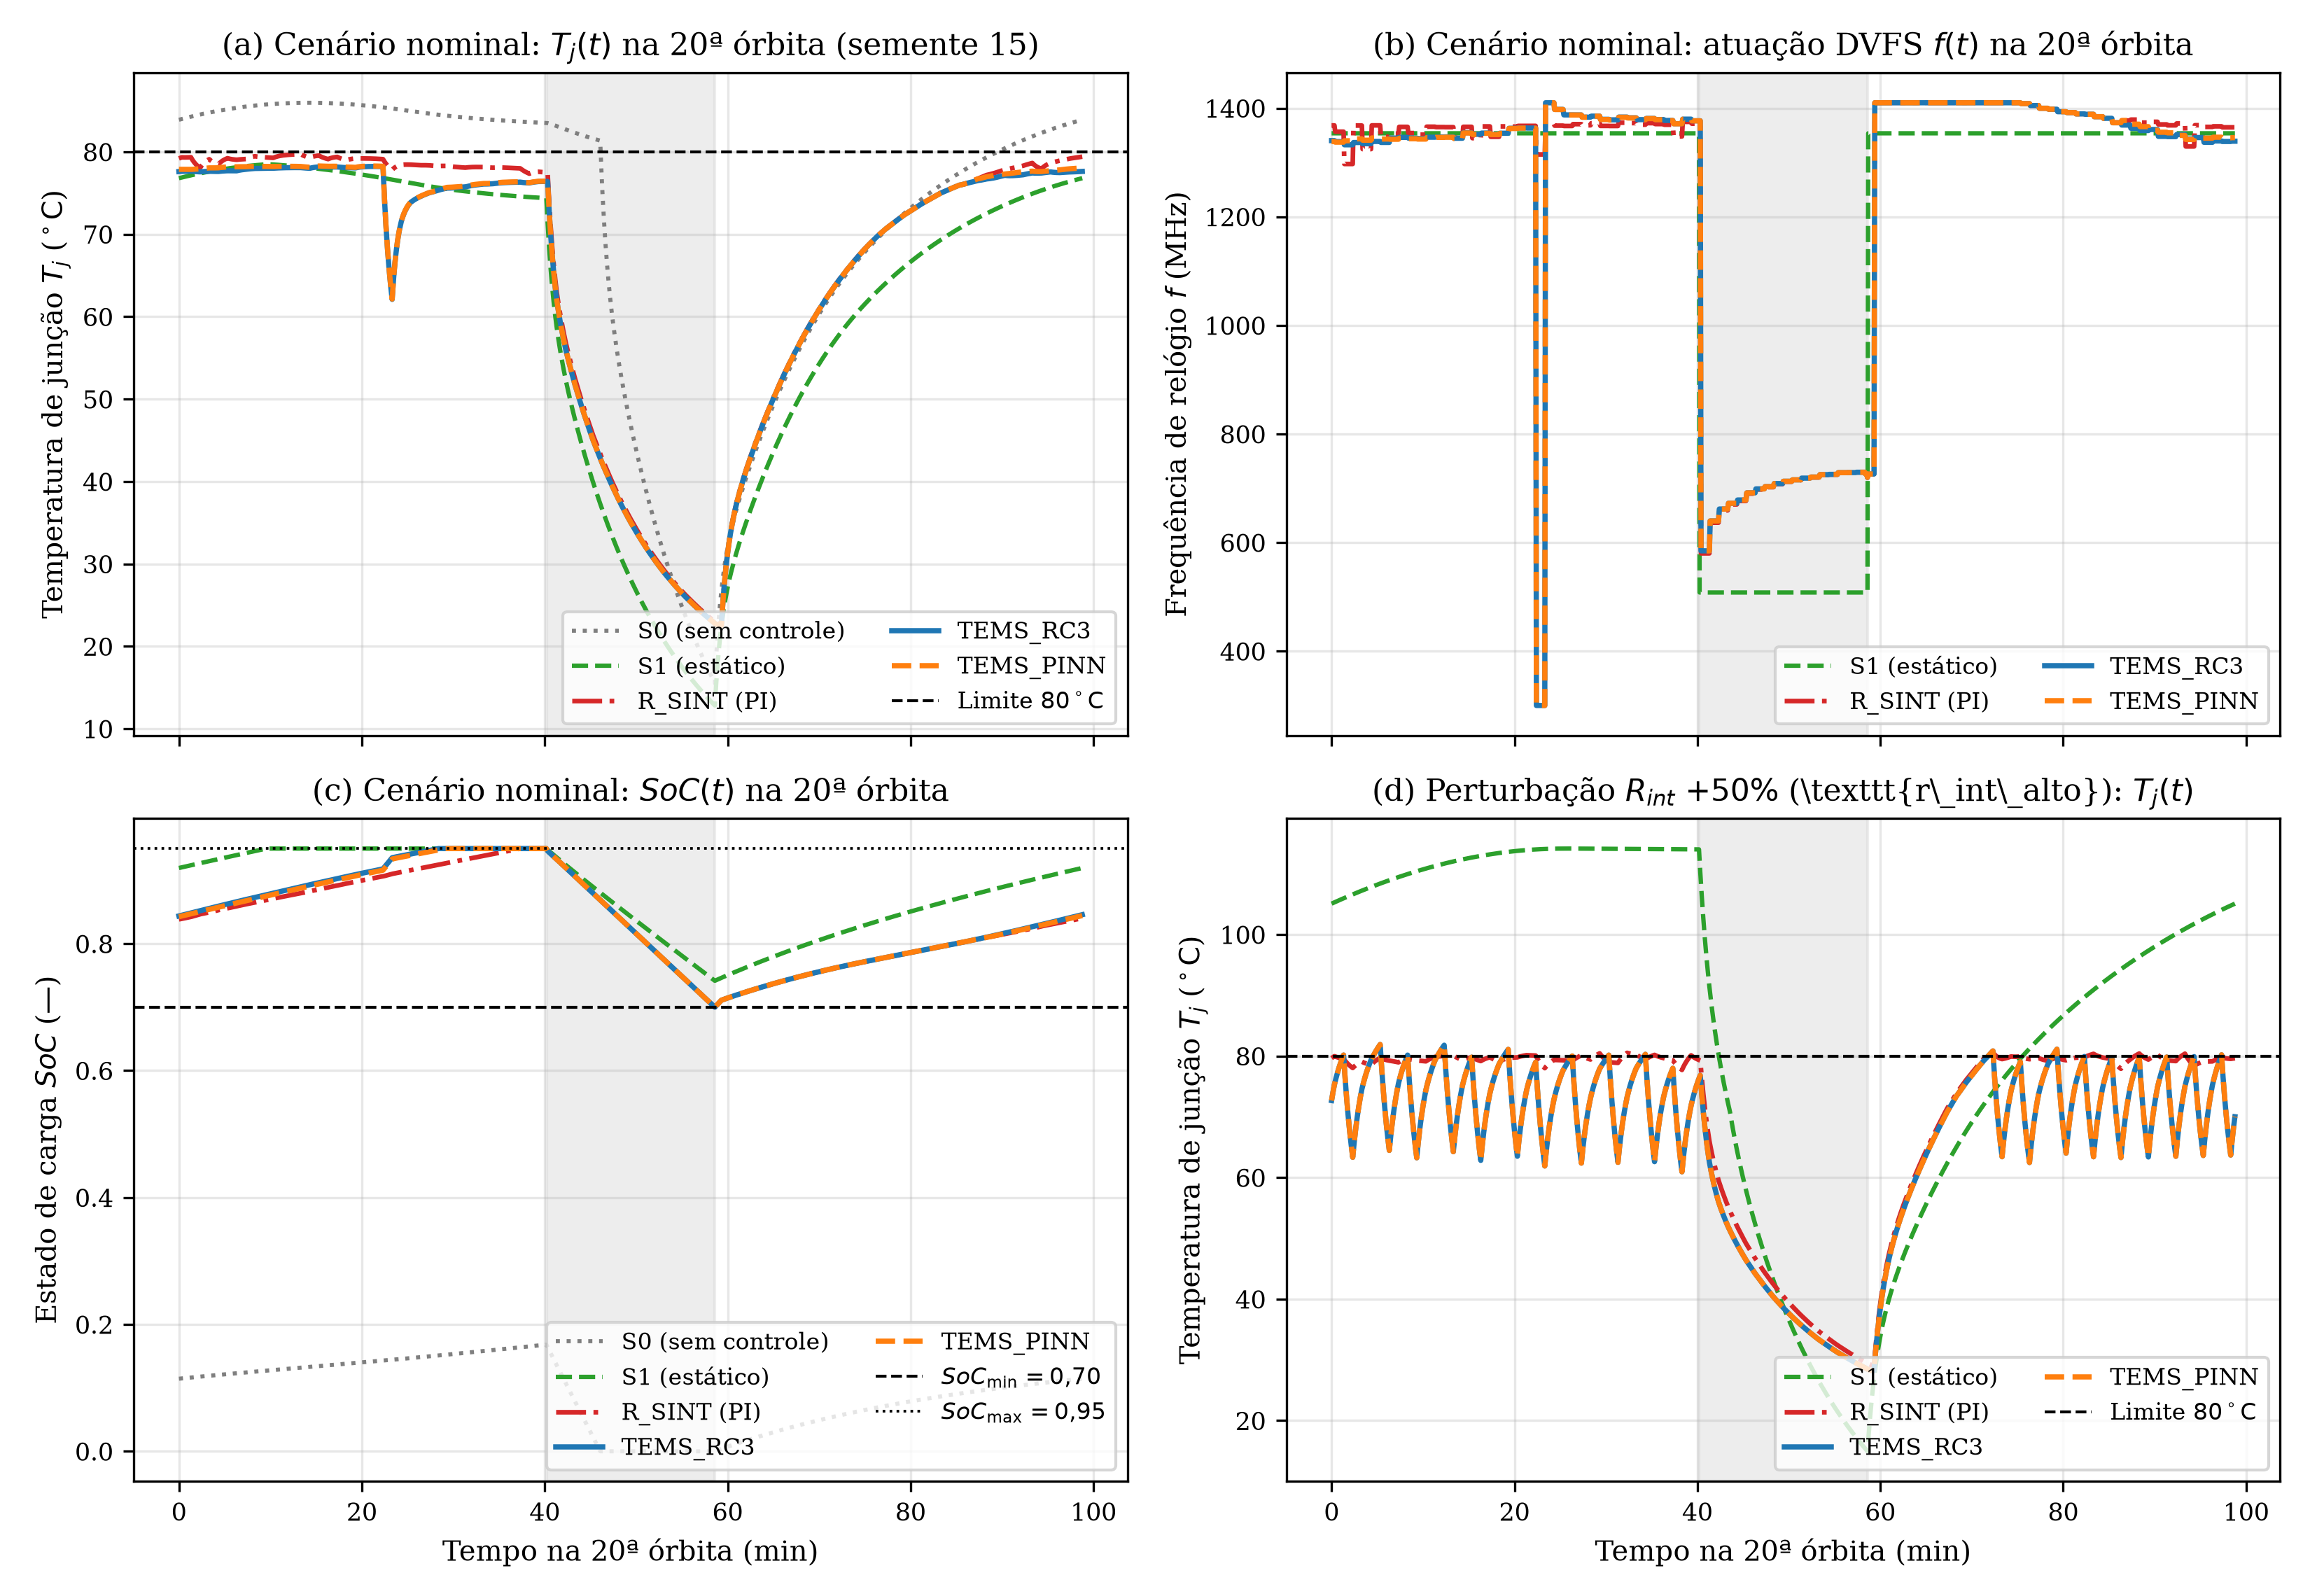 (a) Cenário nominal: Tj(t) na 20ª órbita (semente 15)
Temperatura de junção Tj (°C)
80
70
60
50
40
30
20
10
S0 (sem controle)
S1 (estático)
R_SINT (PI)
TEMS_RC3
TEMS_PINN
Limite 80°C
(b) Cenário nominal: atuação DVFS f(t) na 20ª órbita
Frequência de relógio f (MHz)
1400
1200
1000
800
600
400
S1 (estático)
R_SINT (PI)
TEMS_RC3
TEMS_PINN
(c) Cenário nominal: SoC(t) na 20ª órbita
Estado de carga SoC (—)
0.8
0.6
0.4
0.2
0.0
S0 (sem controle)
S1 (estático)
R_SINT (PI)
TEMS_RC3
TEMS_PINN
SoCmin = 0,70
SoCmax = 0,95
0 20 40 60 80 100
Tempo na 20ª órbita (min)
(d) Perturbação Rint +50% (\texttt{r\_int\_alto}): Tj(t)
Temperatura de junção Tj (°C)
100
80
60
40
20
S1 (estático)
R_SINT (PI)
TEMS_RC3
TEMS_PINN
Limite 80°C
0 20 40 60 80 100
Tempo na 20ª órbita (min)